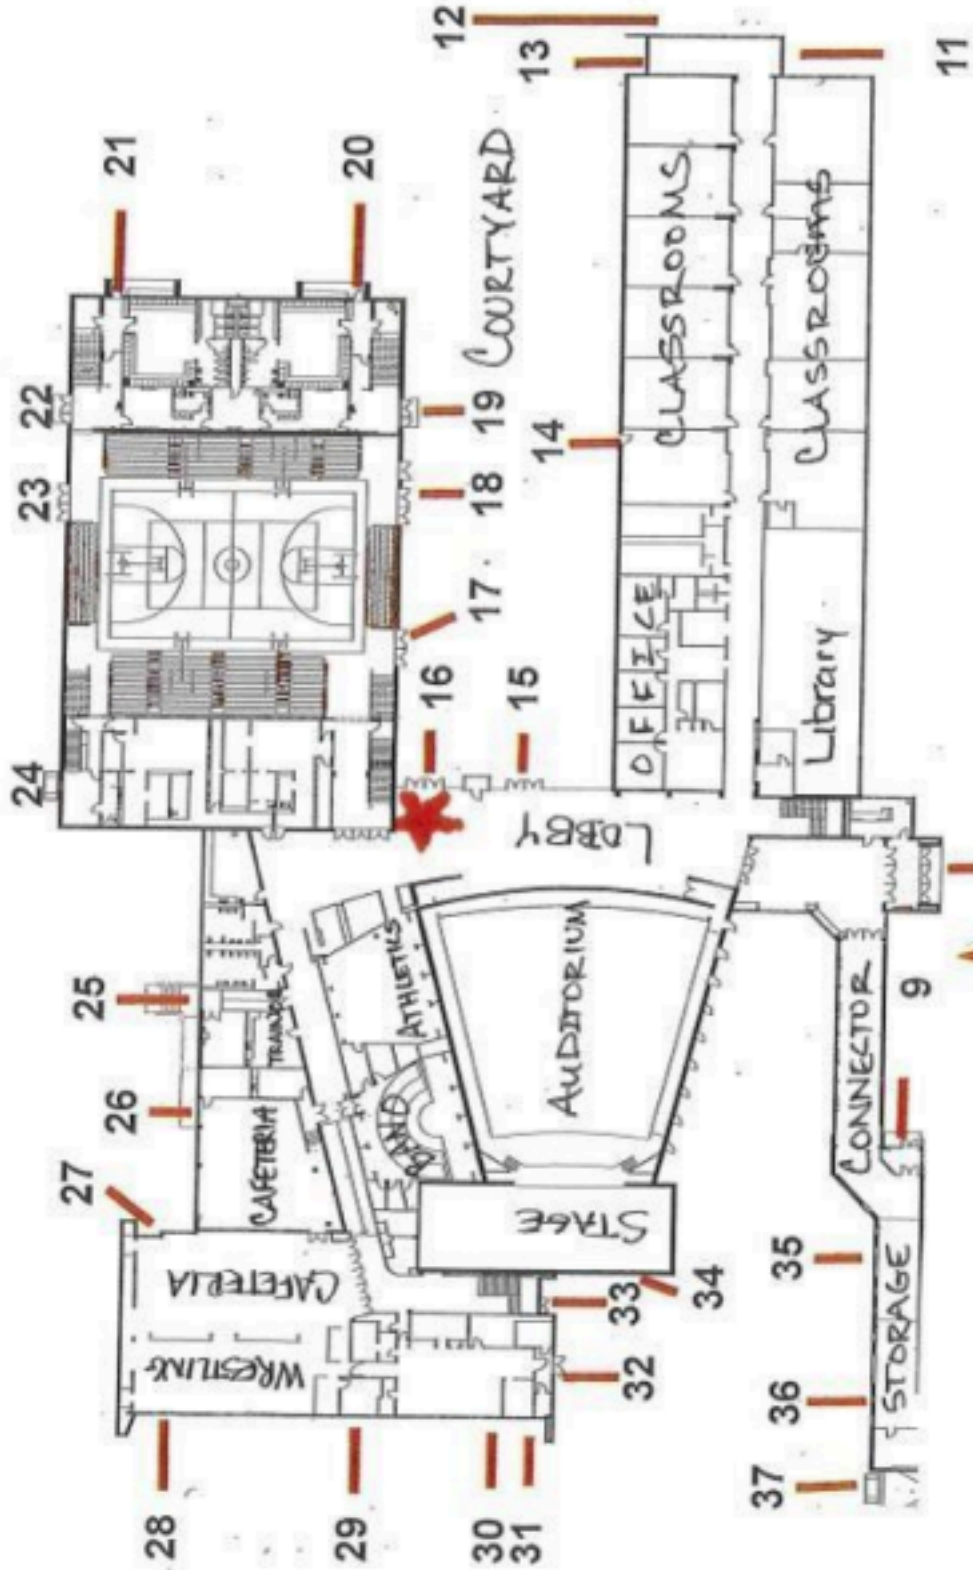 12
13
11
21
20
COURTYARD
22
23
19
18
14
CLASSROOMS
CLASSROOMS
17
16
15
OFFICE
Library
24
LOBBY
25
26
27
TRAINOR
ATHLETICS
AUDITORIUM
9
CONNECTOR
CAFETERIA
BAND
STAGE
CAFETERIA
WRESTLING
33
34
32
35
36
STORAGE
37
28
29
30
31